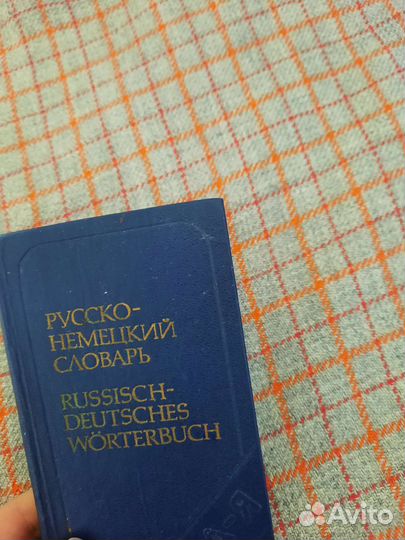 РУССКО-
НЕМЕЦКИЙ
СЛОВАРЬ
RUSSISCH-
DEUTSCHES
WÖRTERBUCH
А-Я
Avito